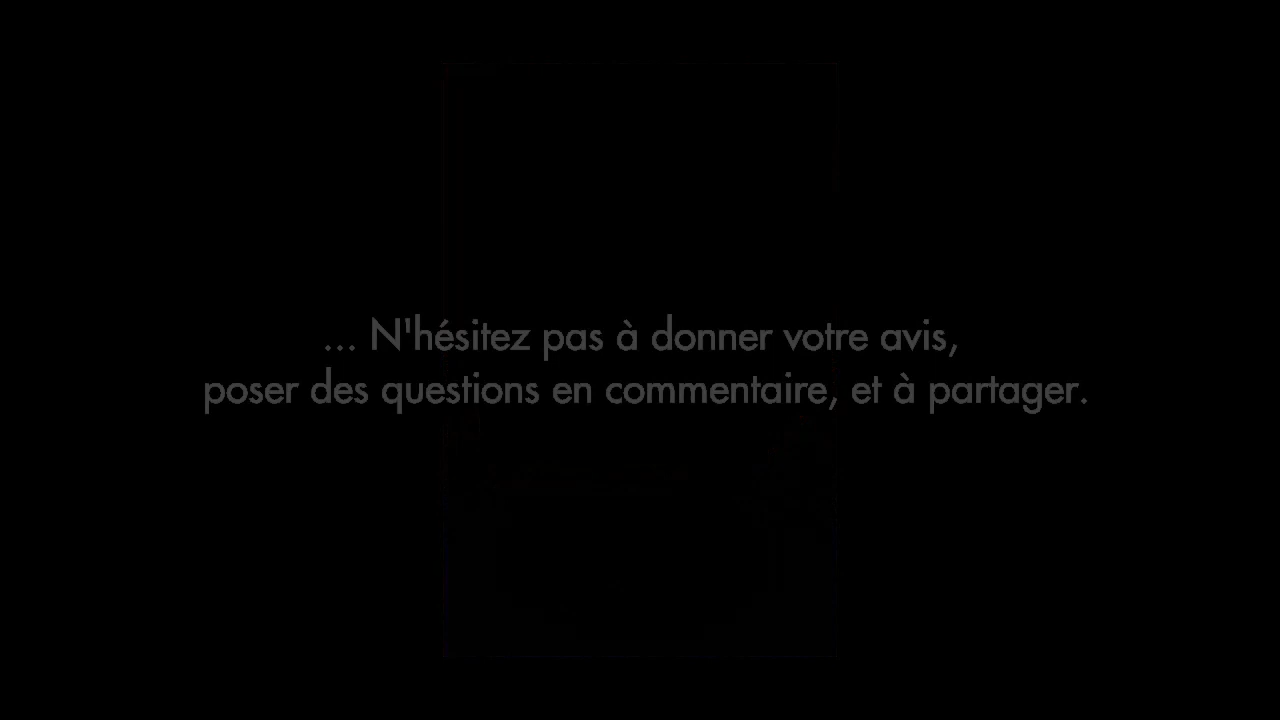 ... N'hésitez pas à donner votre avis,
poser des questions en commentaire, et à partager.